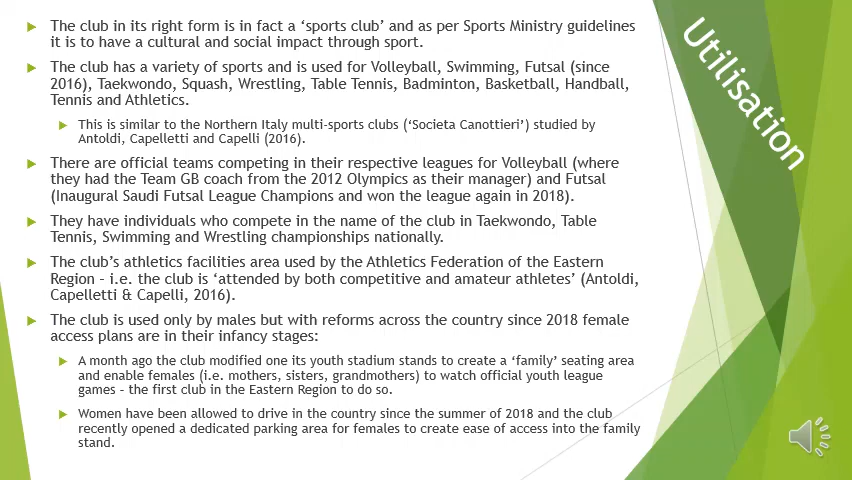 The club in its right form is in fact a ‘sports club’ and as per Sports Ministry guidelines
it is to have a cultural and social impact through sport.
The club has a variety of sports and is used for Volleyball, Swimming, Futsal (since
2016), Taekwondo, Squash, Wrestling, Table Tennis, Badminton, Basketball, Handball,
Tennis and Athletics.
This is similar to the Northern Italy multi-sports clubs (‘Societa Canottieri’) studied by
Antoldi, Capelletti and Capelli (2016).
There are official teams competing in their respective leagues for Volleyball (where
they had the Team GB coach from the 2012 Olympics as their manager) and Futsal
(Inaugural Saudi Futsal League Champions and won the league again in 2018).
They have individuals who compete in the name of the club in Taekwondo, Table
Tennis, Swimming and Wrestling championships nationally.
The club’s athletics facilities area used by the Athletics Federation of the Eastern
Region – i.e. the club is ‘attended by both competitive and amateur athletes’ (Antoldi,
Capelletti & Capelli, 2016).
The club is used only by males but with reforms across the country since 2018 female
access plans are in their infancy stages:
A month ago the club modified one its youth stadium stands to create a ‘family’ seating area
and enable females (i.e. mothers, sisters, grandmothers) to watch official youth league
games – the first club in the Eastern Region to do so.
Women have been allowed to drive in the country since the summer of 2018 and the club
recently opened a dedicated parking area for females to create ease of access into the family
stand.
Utilisation